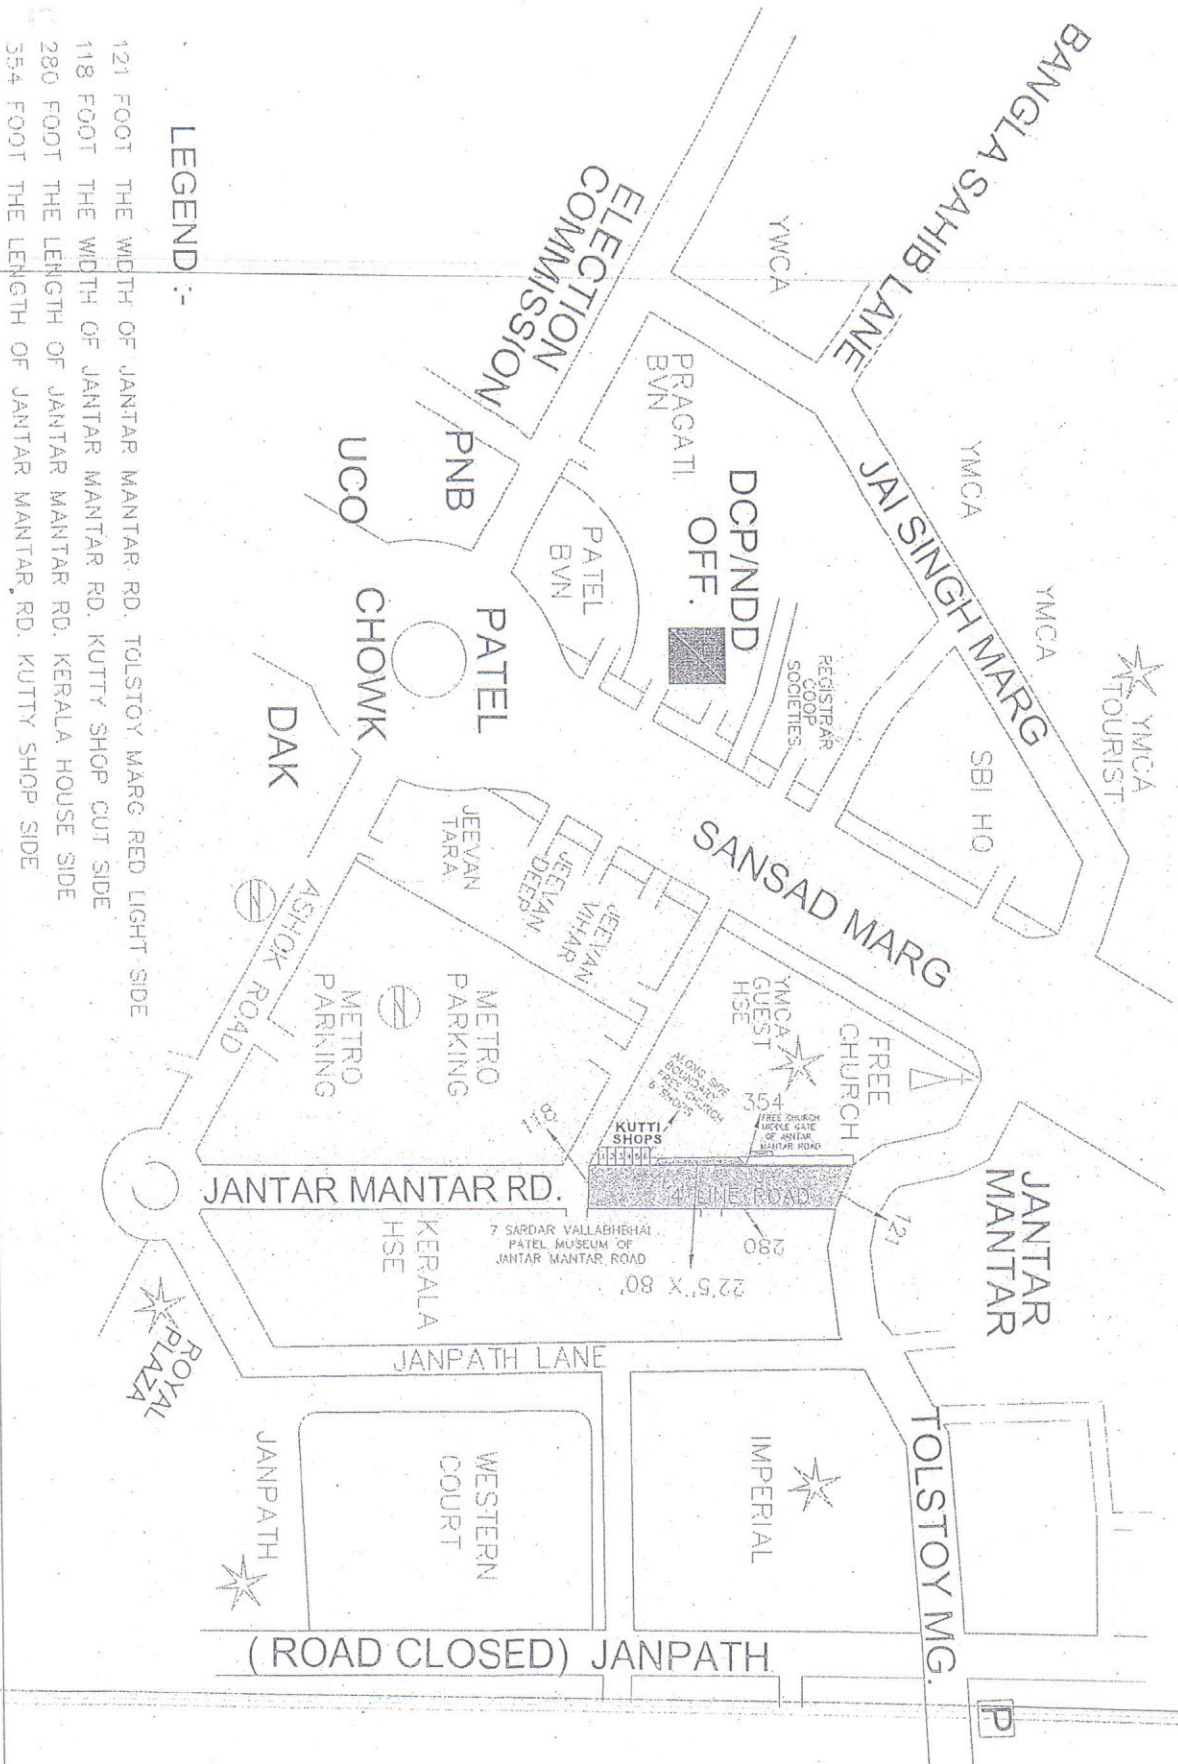 BANGLA SAHIB LANE
YWCA
YMCA
YMCA
YMCA
TOURIST
JAI SINGH MARG
ELECTION
COMMISSION
PRAGATI
BVN
DCP/NDD
OFF.
REGISTRAR
COOP
SOCIETIES
SBI HO
PNB
UCO
PATEL
BVN
PATEL
CHOWK
DAK
SANSAD MARG
JEEVAN
TARA
JEEVAN
DEEP
JEEVAN
VIHAR
ASHOK ROAD
METRO
PARKING
METRO
PARKING
YMCA
GUEST
HSE
FREE
CHURCH
ALONG SIDE
BOUNDARY
FREE CHURCH
6 SHOPS
354
FREE CHURCH
MIDDLE GATE
OF JANTAR
MANTAR ROAD
KUTTI
SHOPS
1 2 3 4 5 6
118
JANTAR MANTAR RD.
4 LINE ROAD
121
JANTAR
MANTAR
KERALA
HSE
7 SARDAR VALLABHBHAI
PATEL MUSEUM OF
JANTAR MANTAR ROAD
280
22'5" X 80'
ROYAL
PLAZA
JANPATH LANE
JANPATH
WESTERN
COURT
IMPERIAL
TOLSTOY MG.
(ROAD CLOSED) JANPATH
P
LEGEND :-
121 FOOT THE WIDTH OF JANTAR MANTAR RD. TOLSTOY MARG RED LIGHT SIDE
118 FOOT THE WIDTH OF JANTAR MANTAR RD. KUTTY SHOP CUT SIDE
280 FOOT THE LENGTH OF JANTAR MANTAR RD. KERALA HOUSE SIDE
354 FOOT THE LENGTH OF JANTAR MANTAR RD. KUTTY SHOP SIDE